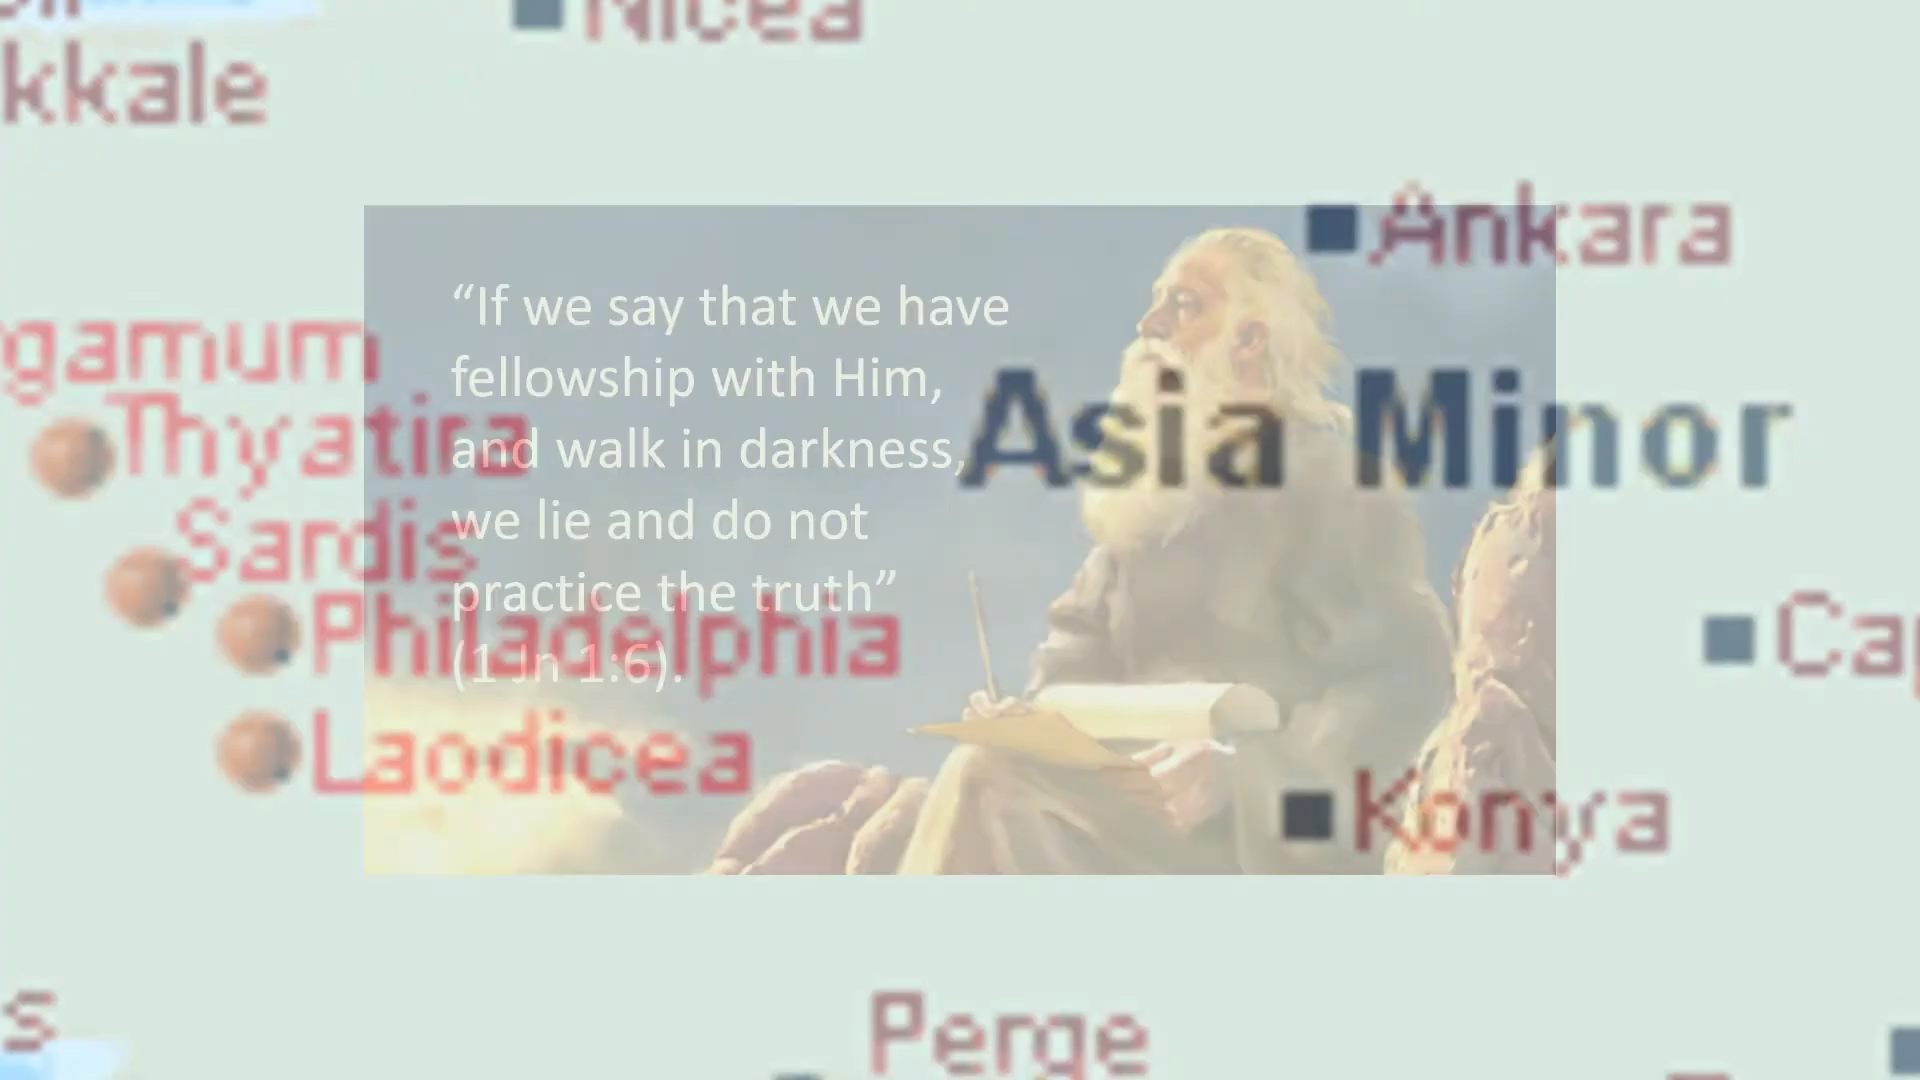 Nicea
kkale
Ankara
“If we say that we have
fellowship with Him,
and walk in darkness,
we lie and do not
practice the truth”
(1 Jn 1:6).
gamum
Thyatira
Asia Minor
Sardis
Philadelphia
Cap
Laodicea
Konya
s
Perge